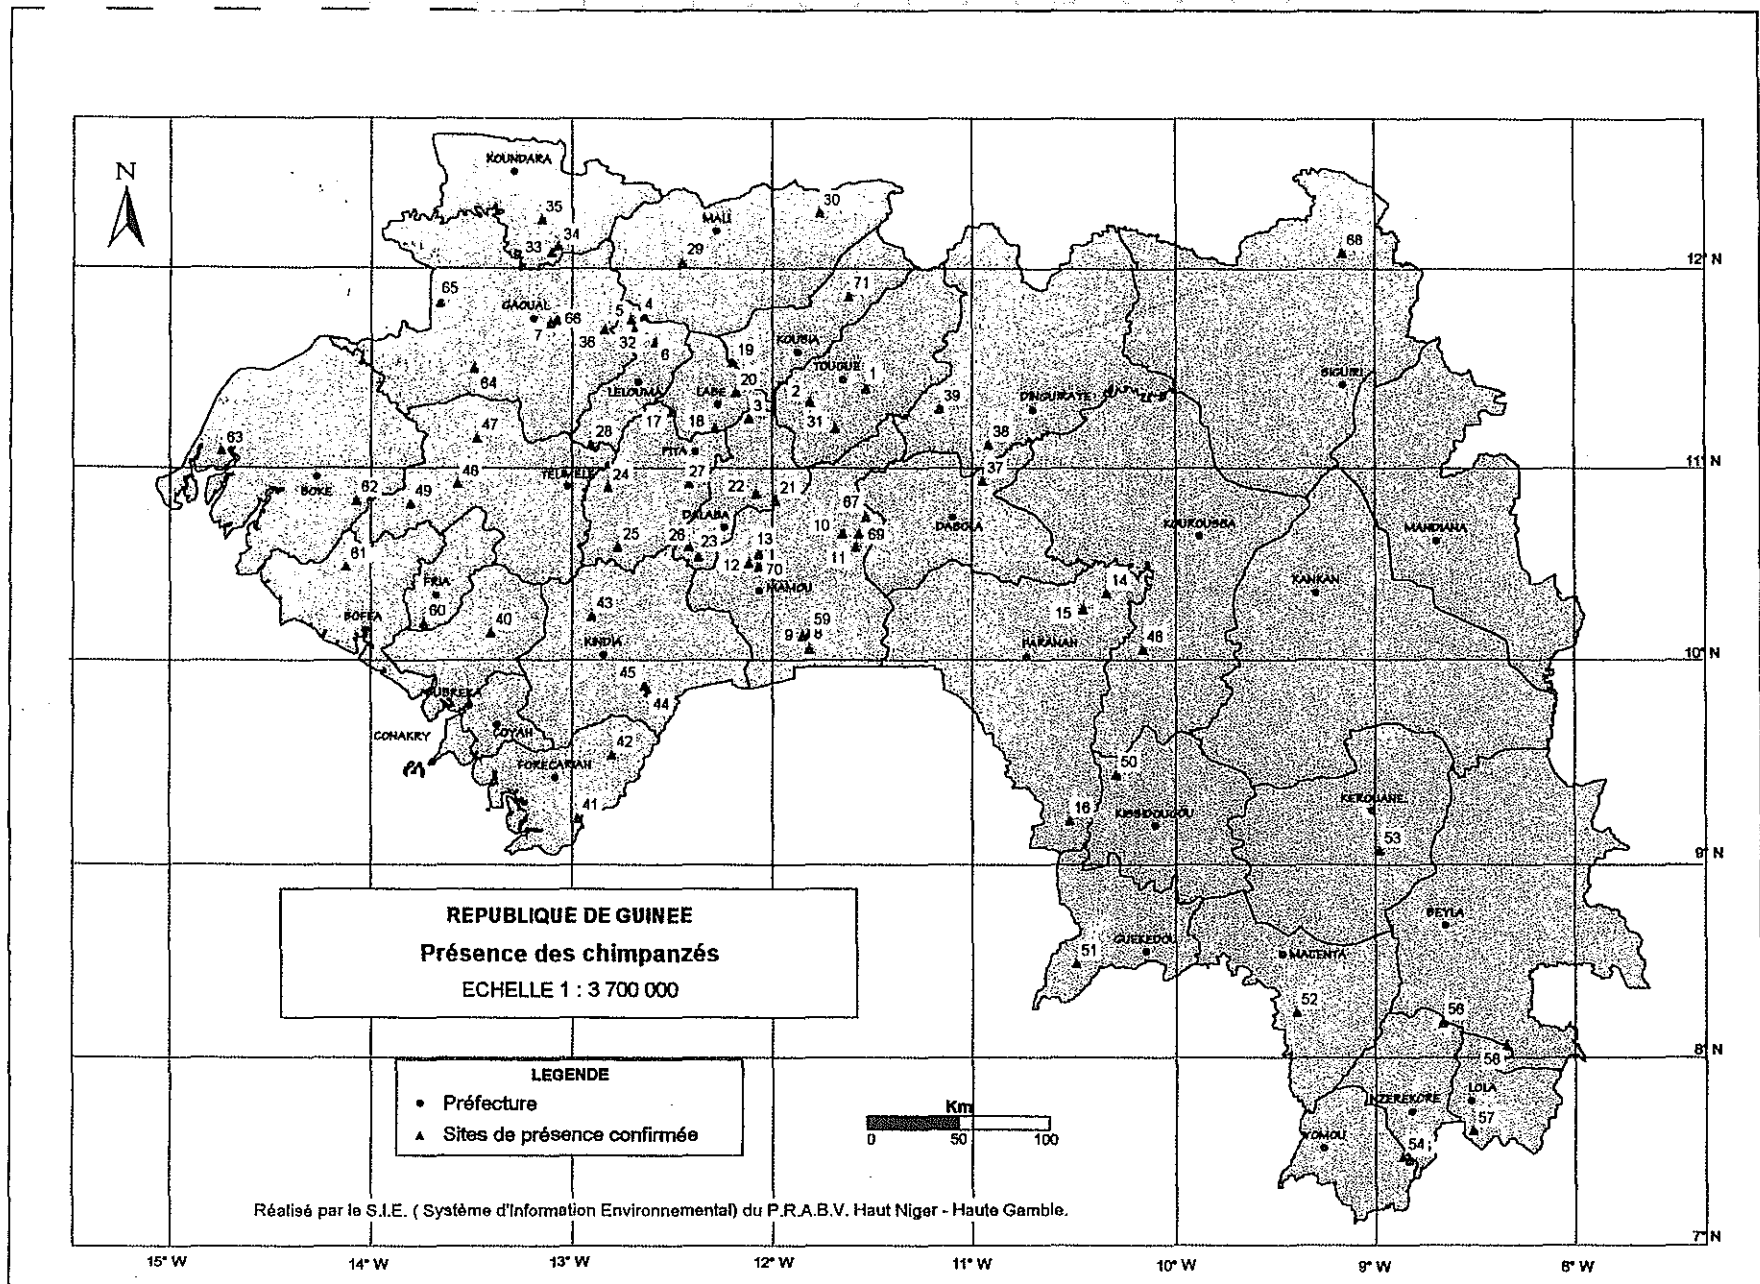 N
KOUNDARA
35
34
33
30
MALI
29
68
12° N
71
65
GAOUAL
7
66
5
4
36
32
6
KOUBIA
19
TOUGUE
1
64
LELOUMA
LABE
20
2
3
39
DINGUIRAYE
SIGUIRI
17
18
31
47
28
38
63
PITA
11° N
TELIMELE
24
27
37
BOKE
62
49
48
22
21
67
DALABA
10
69
DABOLA
KOUROUSSA
MANDIANA
25
26
23
13
11
61
12
1
70
MAMOU
14
KANKAN
FRIA
60
BOFFA
40
43
59
15
KINDIA
9
8
46
FARANAH
10° N
45
44
DUBREKA
CONAKRY
COYAH
42
FORECARIAH
50
41
16
KISSIDOUGOU
KEROUANE
53
9° N
REPUBLIQUE DE GUINEE
Présence des chimpanzés
ECHELLE 1 : 3 700 000
BEYLA
51
GUEKEDOU
MACENTA
52
56
58
8° N
LEGENDE
Préfecture
Sites de présence confirmée
Km
0 50 100
LOLA
NZEREKORE
57
YOMOU
54
Réalisé par le S.I.E. ( Système d'Information Environnemental) du P.R.A.B.V. Haut Niger - Haute Gambie.
7° N
15° W 14° W 13° W 12° W 11° W 10° W 9° W 8° W